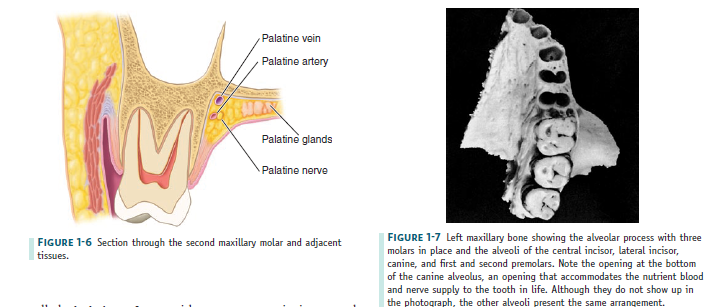 Palatine vein
Palatine artery
Palatine glands
Palatine nerve
FIGURE 1-6 Section through the second maxillary molar and adjacent
tissues.
FIGURE 1-7 Left maxillary bone showing the alveolar process with three
molars in place and the alveoli of the central incisor, lateral incisor,
canine, and first and second premolars. Note the opening at the bottom
of the canine alveolus, an opening that accommodates the nutrient blood
and nerve supply to the tooth in life. Although they do not show up in
the photograph, the other alveoli present the same arrangement.